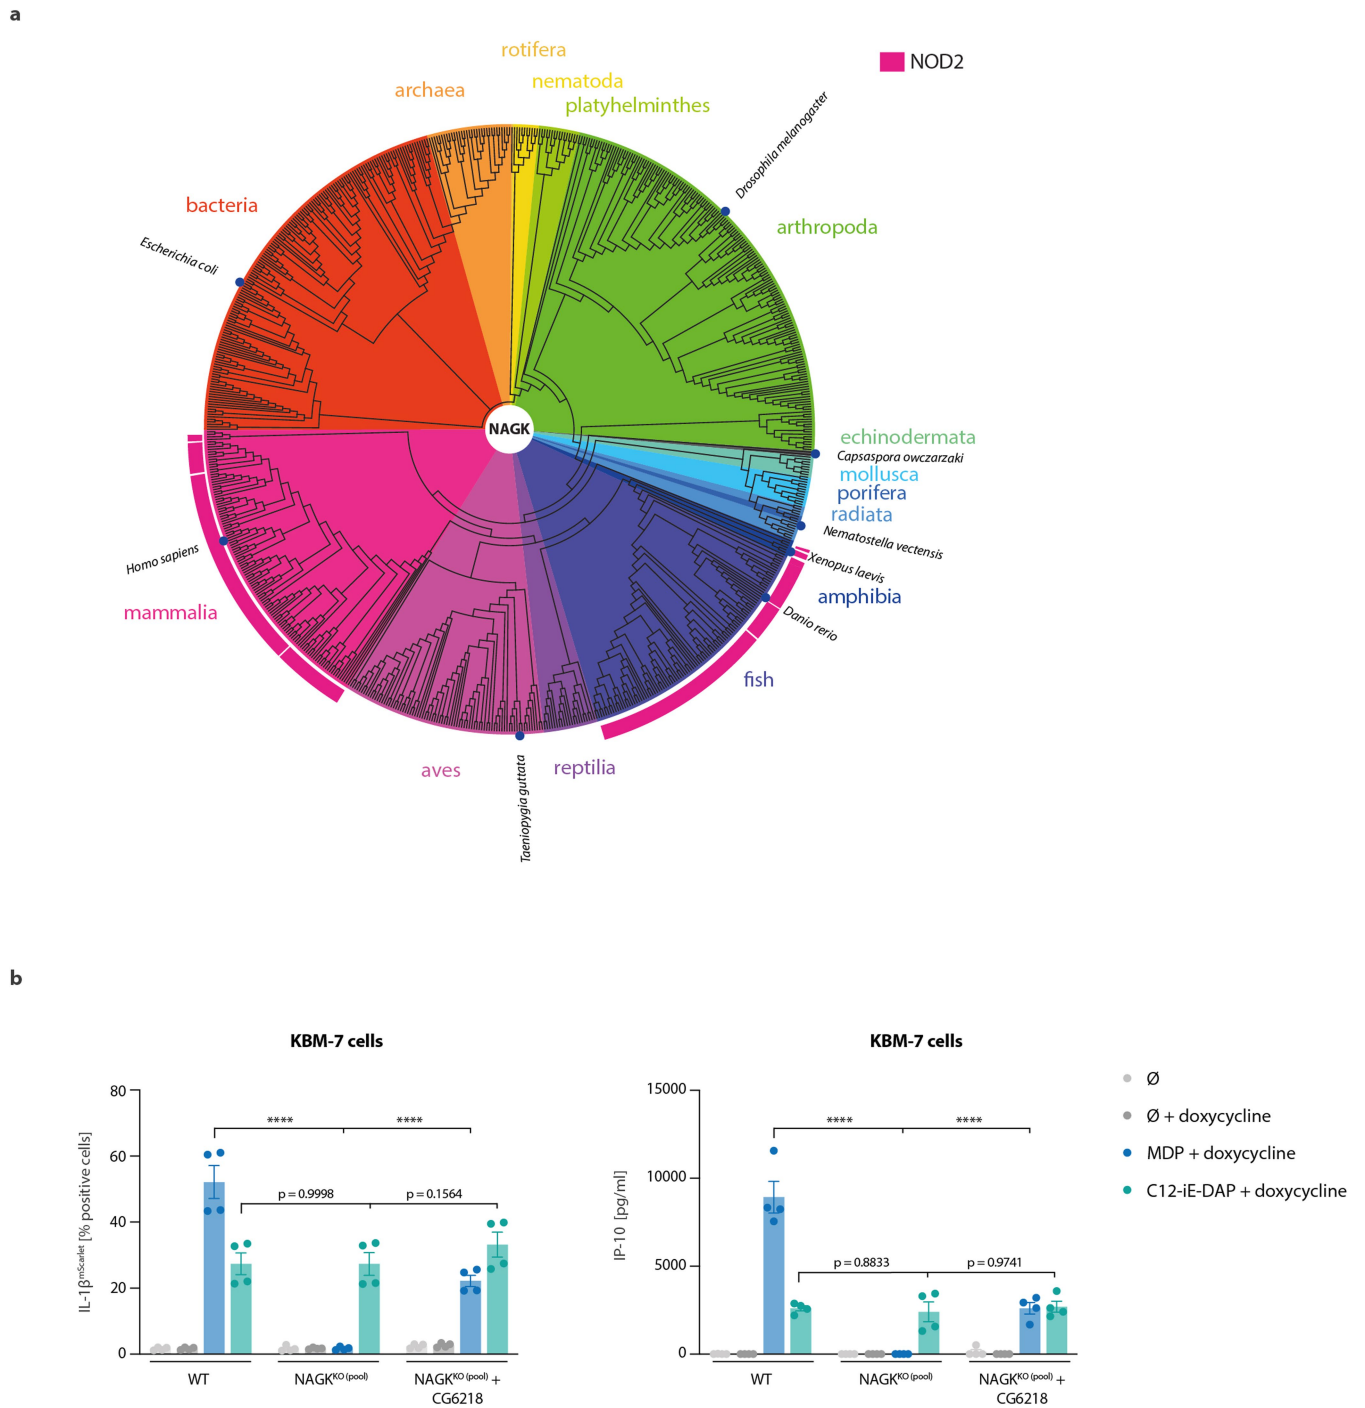 a
rotifera
NOD2
nematoda
archaea
platyhelminthes
Drosophila melanogaster
bacteria
arthropoda
Escherichia coli
NAGK
echinodermata
Capsaspora owczarzaki
mollusca
porifera
radiata
Nematostella vectensis
Homo sapiens
Xenopus laevis
amphibia
mammalia
Danio rerio
fish
aves
reptilia
Taeniopygia guttata
b
KBM-7 cells
IL-1β^mScarlet [% positive cells]
80
60
40
20
0
****
****
p = 0.9998
p = 0.1564
WT
NAGK^KO (pool)
NAGK^KO (pool) +
CG6218
KBM-7 cells
IP-10 [pg/ml]
15000
10000
5000
0
****
****
p = 0.8833
p = 0.9741
WT
NAGK^KO (pool)
NAGK^KO (pool) +
CG6218
Ø
Ø + doxycycline
MDP + doxycycline
C12-iE-DAP + doxycycline